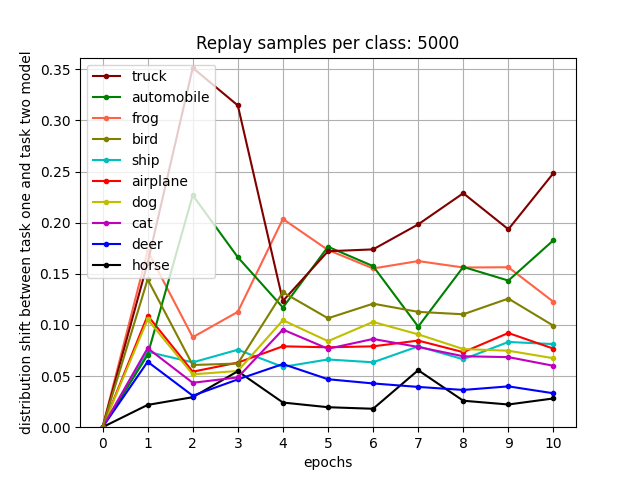 Replay samples per class: 5000
distribution shift between task one and task two model
0.35
0.30
0.25
0.20
0.15
0.10
0.05
0.00
truck
automobile
frog
bird
ship
airplane
dog
cat
deer
horse
0 1 2 3 4 5 6 7 8 9 10
epochs